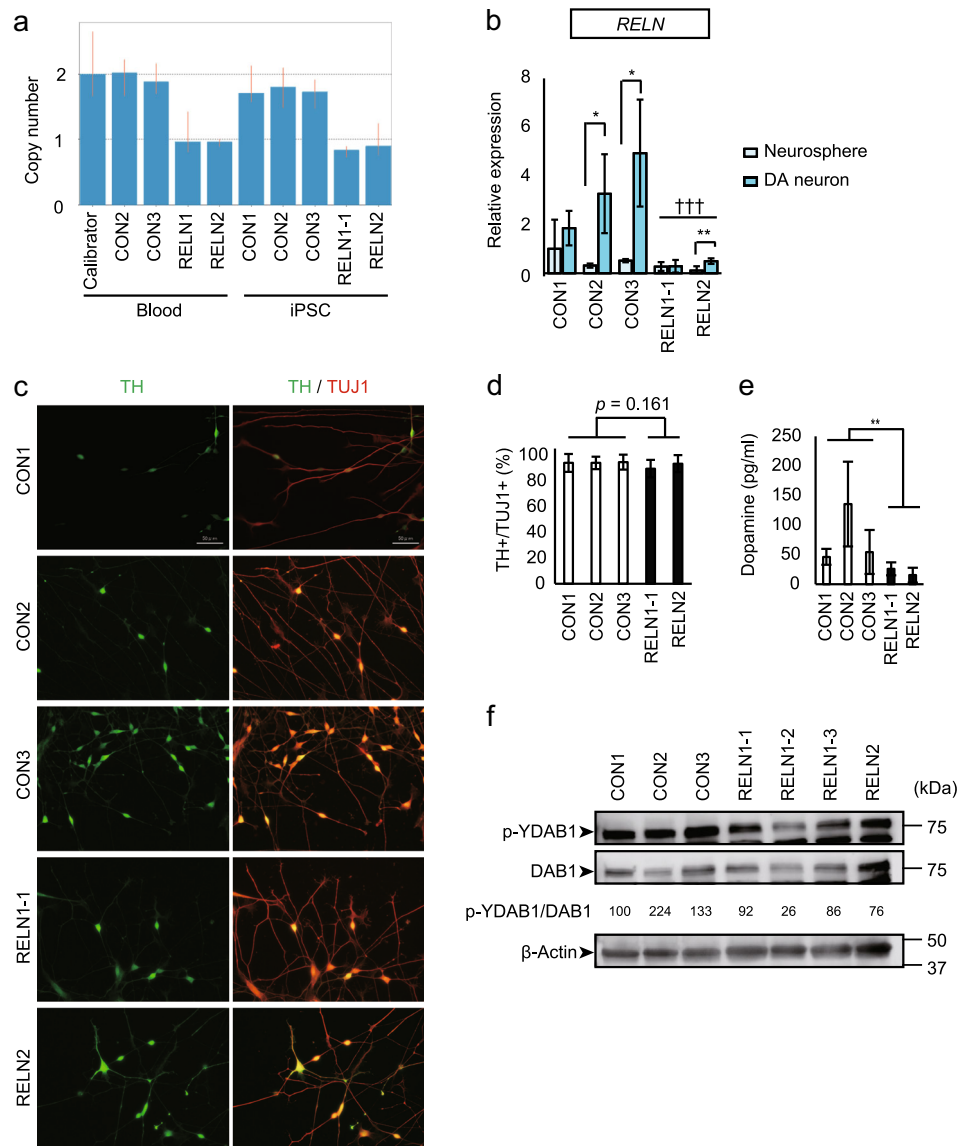 a
Copy number
2
1
0
Calibrator
CON2
CON3
RELN1
RELN2
CON1
CON2
CON3
RELN1-1
RELN2
Blood
iPSC
b
RELN
Relative expression
8
6
4
2
0
*
*
†††
**
Neurosphere
DA neuron
CON1
CON2
CON3
RELN1-1
RELN2
c
TH
TH / TUJ1
CON1
50 μm
50 μm
CON2
CON3
RELN1-1
RELN2
d
p = 0.161
TH+/TUJ1+ (%)
100
80
60
40
20
0
CON1
CON2
CON3
RELN1-1
RELN2
e
**
Dopamine (pg/ml)
250
200
150
100
50
0
CON1
CON2
CON3
RELN1-1
RELN2
f
CON1
CON2
CON3
RELN1-1
RELN1-2
RELN1-3
RELN2
(kDa)
p-YDAB1
75
DAB1
75
p-YDAB1/DAB1 100 224 133 92 26 86 76
β-Actin
50
37